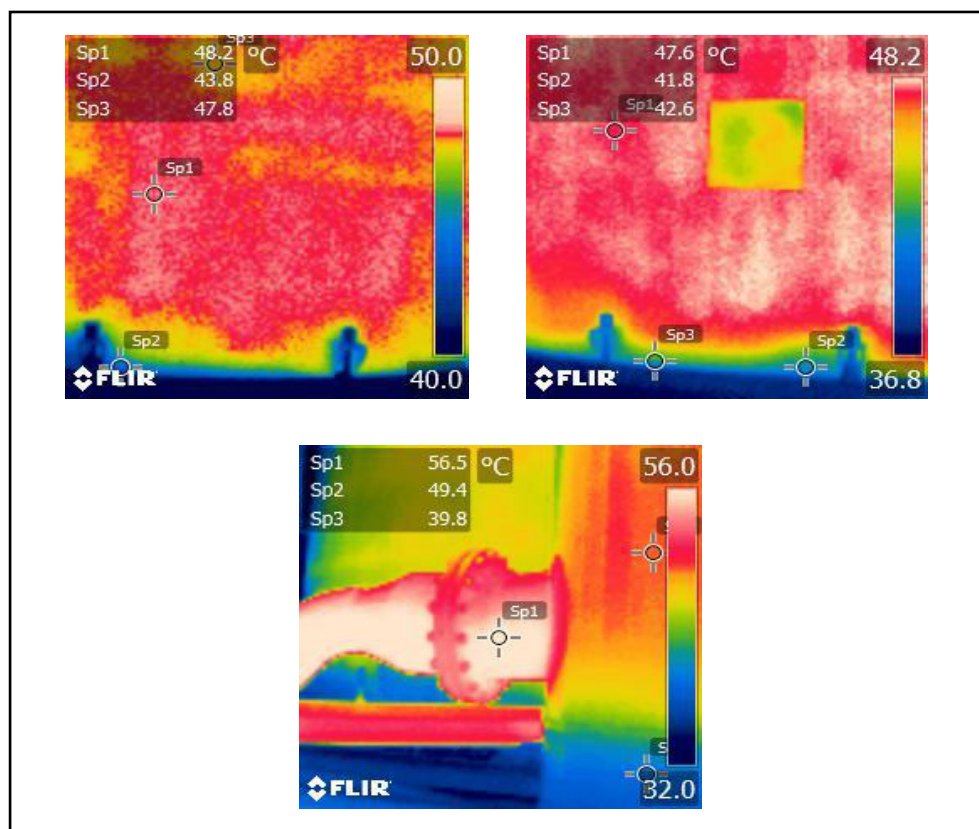 Sp1 48.2 °C 50.0
Sp2 43.8
Sp3 47.8
Sp3
Sp1
Sp2
FLIR 40.0
Sp1 47.6 °C 48.2
Sp2 41.8
Sp3 42.6
Sp1
Sp3
Sp2
FLIR 36.8
Sp1 56.5 °C 56.0
Sp2 49.4
Sp3 39.8
Sp1
FLIR 32.0